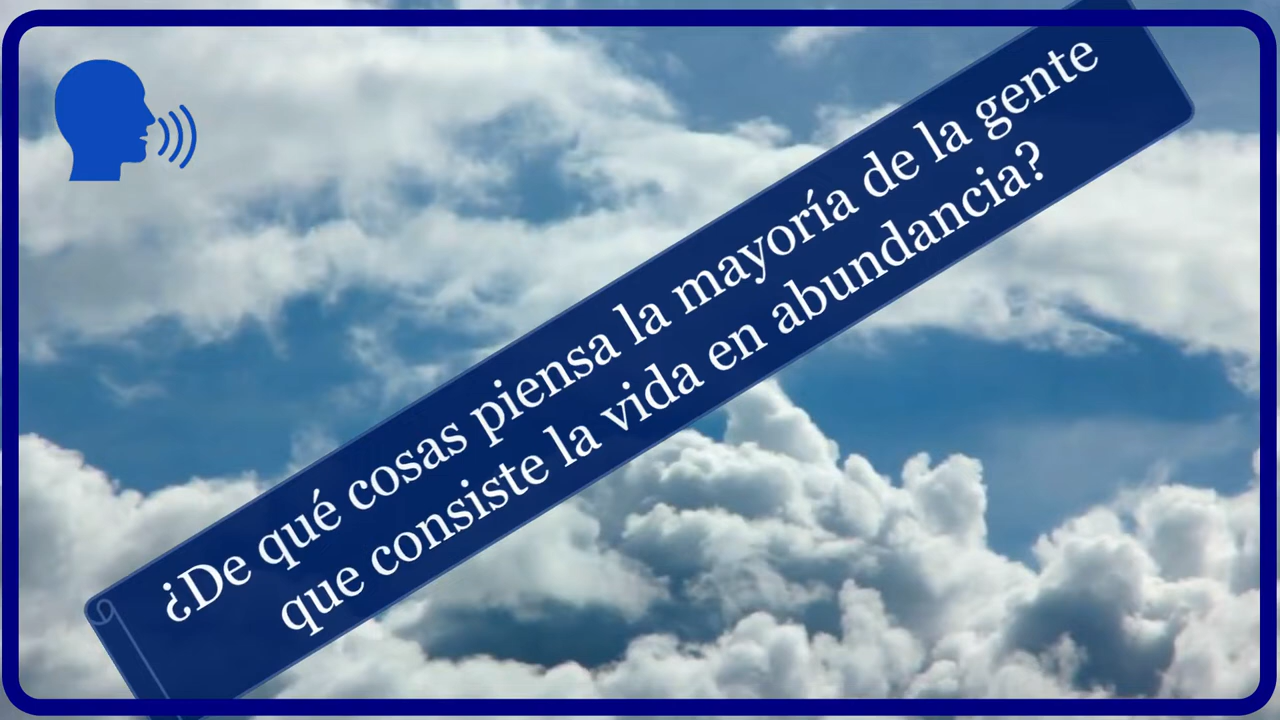 ¿De qué cosas piensa la mayoría de la gente
que consiste la vida en abundancia?